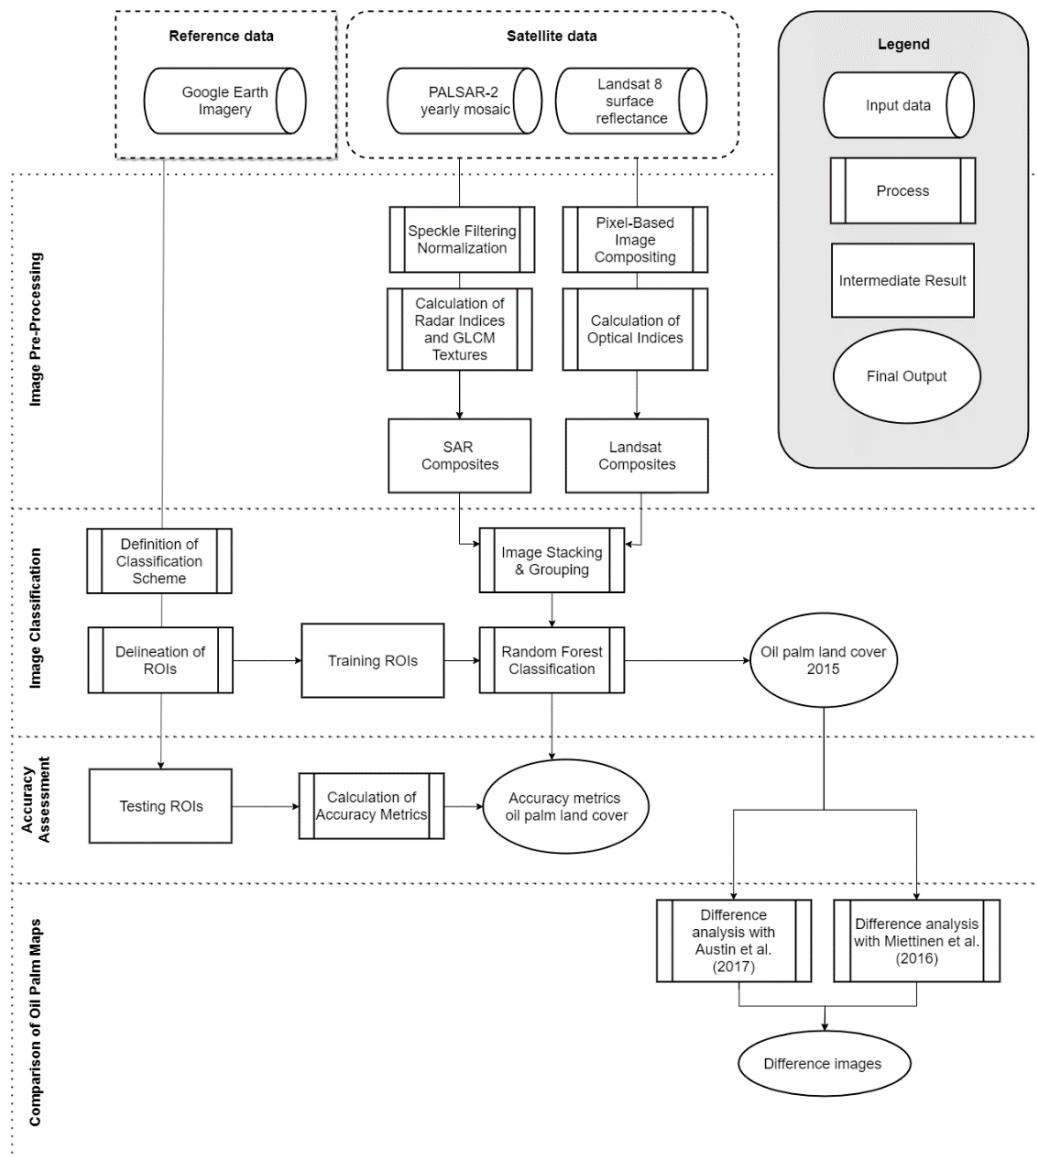 Reference data
Satellite data
Legend
Google Earth
Imagery
PALSAR-2
yearly mosaic
Landsat 8
surface
reflectance
Input data
Process
Intermediate Result
Final Output
Image Pre-Processing
Speckle Filtering
Normalization
Pixel-Based
Image
Compositing
Calculation of
Radar Indices
and GLCM
Textures
Calculation of
Optical Indices
SAR
Composites
Landsat
Composites
Image Classification
Definition of
Classification
Scheme
Image Stacking
& Grouping
Delineation of
ROIs
Training ROIs
Random Forest
Classification
Oil palm land cover
2015
Accuracy
Assessment
Testing ROIs
Calculation of
Accuracy Metrics
Accuracy metrics
oil palm land cover
Comparison of Oil Palm Maps
Difference
analysis with
Austin et al.
(2017)
Difference analysis
with Miettinen et al.
(2016)
Difference images